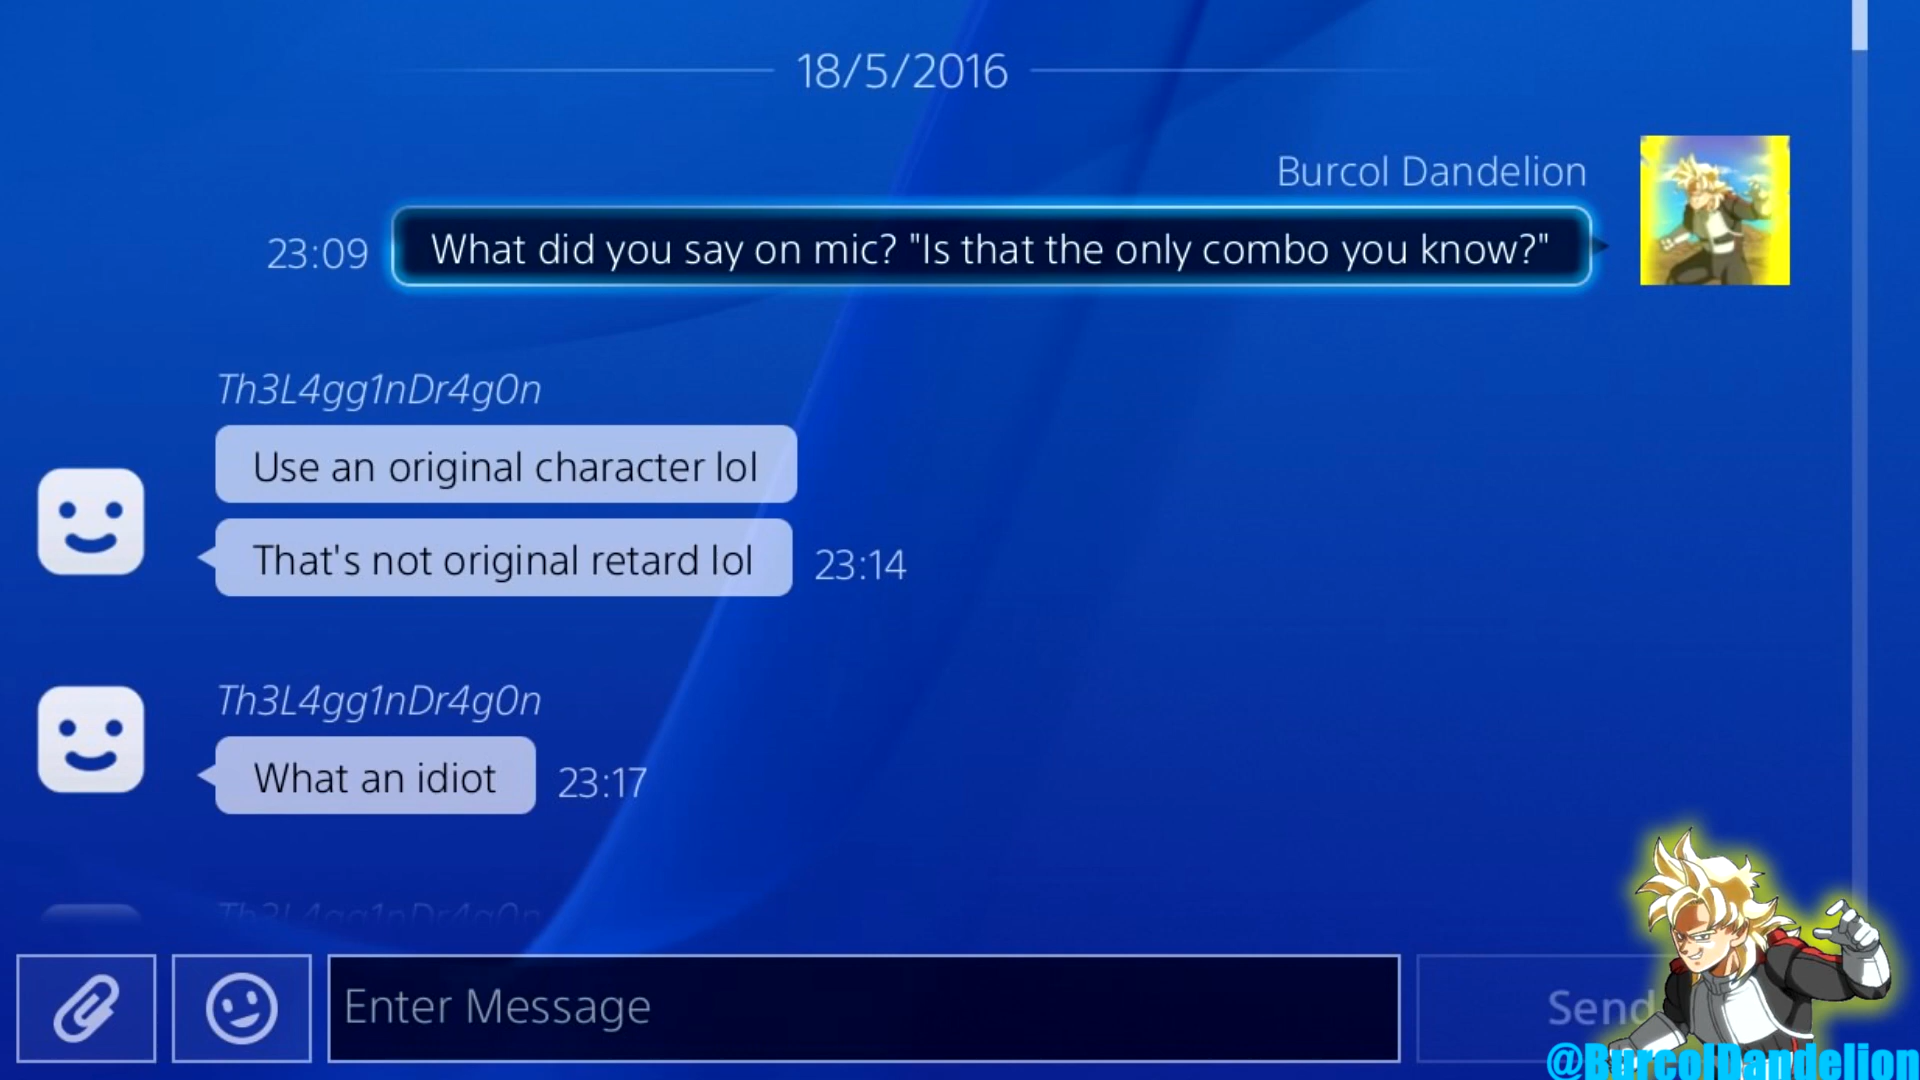 18/5/2016
Burcol Dandelion
23:09 What did you say on mic? "Is that the only combo you know?"
Th3L4gg1nDr4g0n
Use an original character lol
That's not original retard lol 23:14
Th3L4gg1nDr4g0n
What an idiot 23:17
Th3L4gg1nDr4g0n
Enter Message
Send
@BurcolDandelion